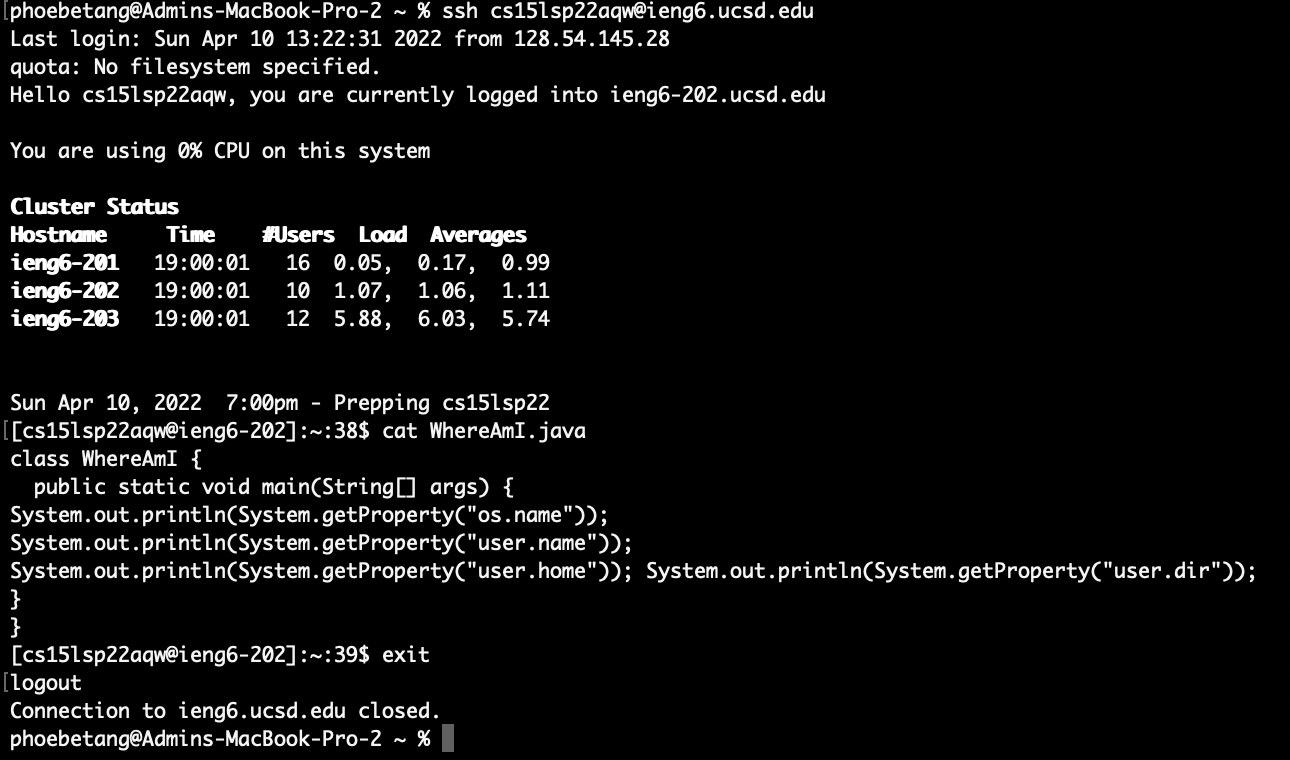 [phoebetang@Admins-MacBook-Pro-2 ~ % ssh cs15lsp22aqw@ieng6.ucsd.edu
Last login: Sun Apr 10 13:22:31 2022 from 128.54.145.28
quota: No filesystem specified.
Hello cs15lsp22aqw, you are currently logged into ieng6-202.ucsd.edu
You are using 0% CPU on this system
Cluster Status
Hostname     Time    #Users  Load  Averages
ieng6-201   19:00:01   16  0.05,  0.17,  0.99
ieng6-202   19:00:01   10  1.07,  1.06,  1.11
ieng6-203   19:00:01   12  5.88,  6.03,  5.74
Sun Apr 10, 2022  7:00pm - Prepping cs15lsp22
[[cs15lsp22aqw@ieng6-202]:~:38$ cat WhereAmI.java
class WhereAmI {
  public static void main(String[] args) {
System.out.println(System.getProperty("os.name"));
System.out.println(System.getProperty("user.name"));
System.out.println(System.getProperty("user.home")); System.out.println(System.getProperty("user.dir"));
}
}
[cs15lsp22aqw@ieng6-202]:~:39$ exit
[logout
Connection to ieng6.ucsd.edu closed.
phoebetang@Admins-MacBook-Pro-2 ~ %